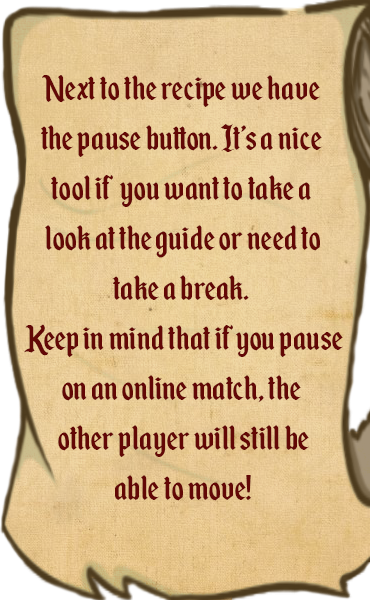 Next to the recipe we have
the pause button. It's a nice
tool if you want to take a
look at the guide or need to
take a break.
Keep in mind that if you pause
on an online match, the
other player will still be
able to move!